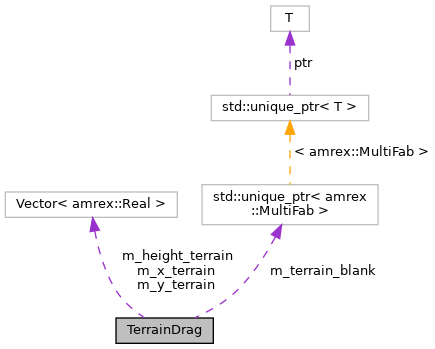 T
ptr
std::unique_ptr< T >
< amrex::MultiFab >
Vector< amrex::Real >
std::unique_ptr< amrex
::MultiFab >
m_height_terrain
m_x_terrain
m_y_terrain
m_terrain_blank
TerrainDrag